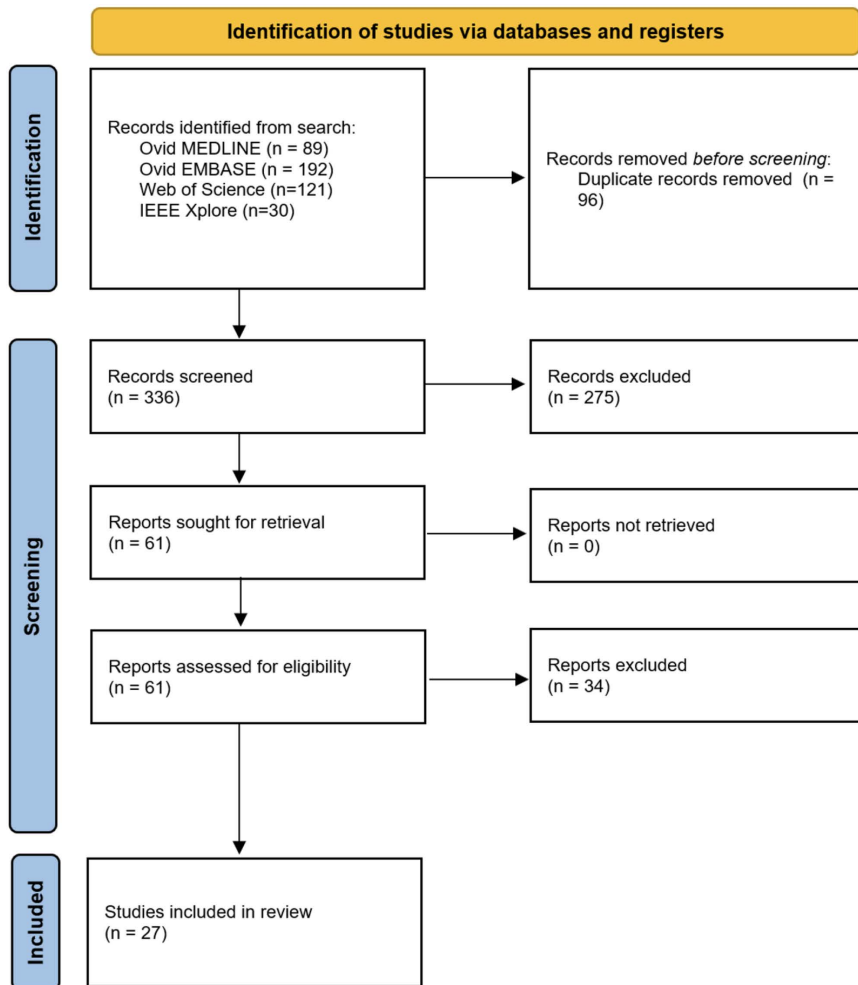 Identification of studies via databases and registers
Identification
Records identified from search:
Ovid MEDLINE (n = 89)
Ovid EMBASE (n = 192)
Web of Science (n=121)
IEEE Xplore (n=30)
Records removed before screening:
Duplicate records removed  (n =
96)
Screening
Records screened
(n = 336)
Records excluded
(n = 275)
Reports sought for retrieval
(n = 61)
Reports not retrieved
(n = 0)
Reports assessed for eligibility
(n = 61)
Reports excluded
(n = 34)
Included
Studies included in review
(n = 27)